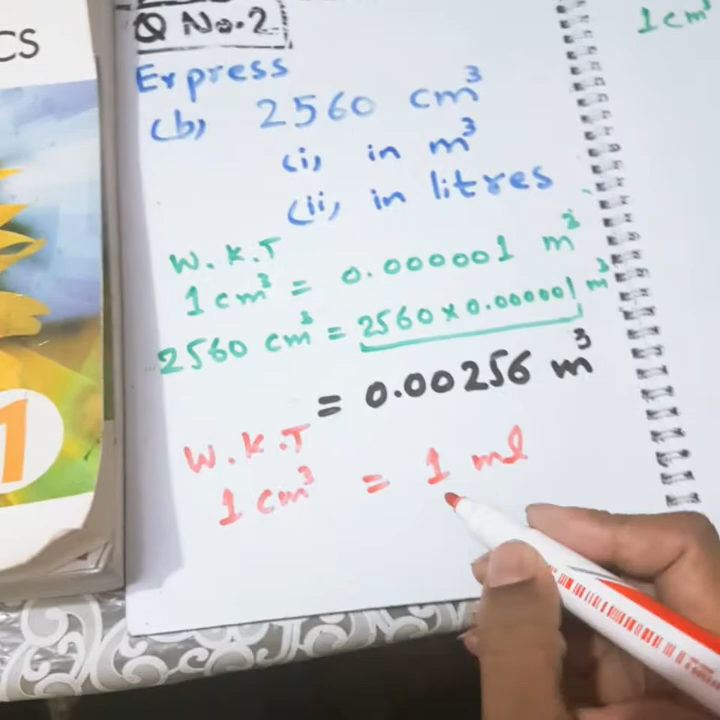 CS
Q No.2
Express
(b) 2560 cm³
(i) in m³
(ii) in litres
W.K.T
1cm³ = 0.000001 m³
2560 cm³ = 2560 × 0.000001 m³
= 0.00256 m³
W.K.T
1 cm³ = 1 ml
1
1 cm³